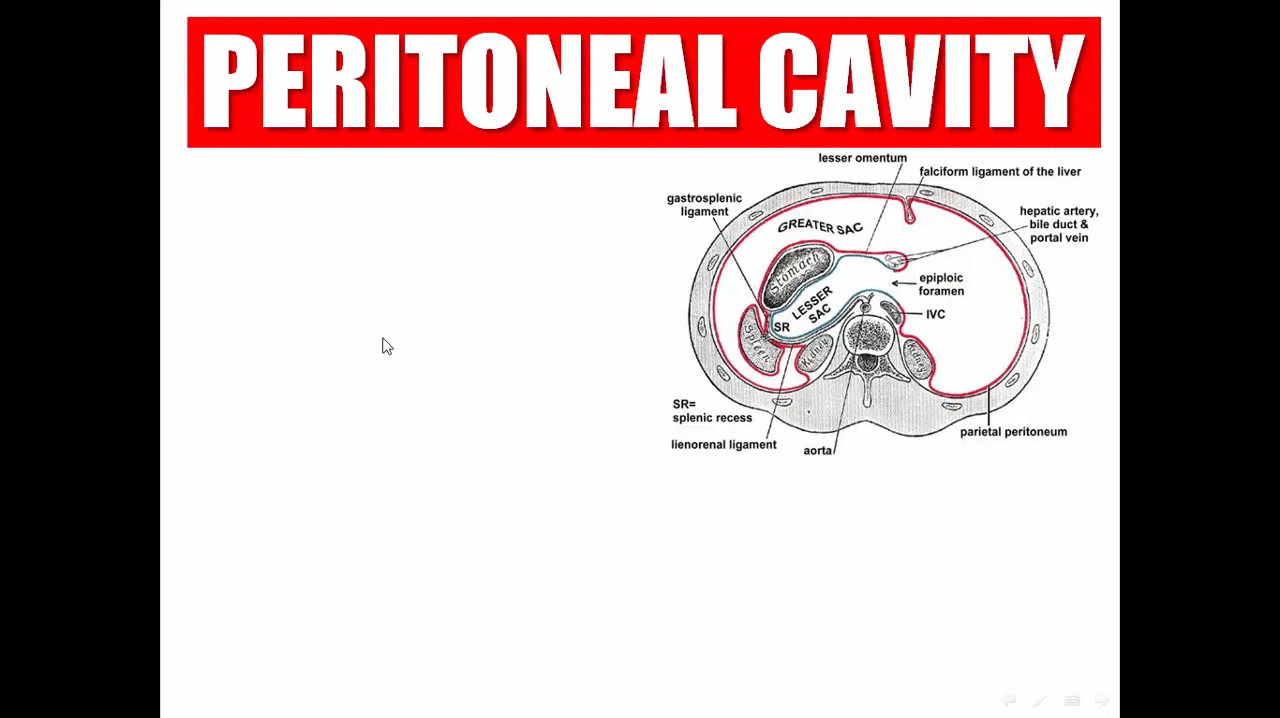 PERITONEAL CAVITY
lesser omentum
falciform ligament of the liver
gastrosplenic
ligament
hepatic artery,
bile duct &
portal vein
GREATER SAC
Stomach
epiploic
foramen
LESSER
SAC
IVC
SR
Spleen
Kidney
Kidney
SR=
splenic recess
parietal peritoneum
lienorenal ligament
aorta